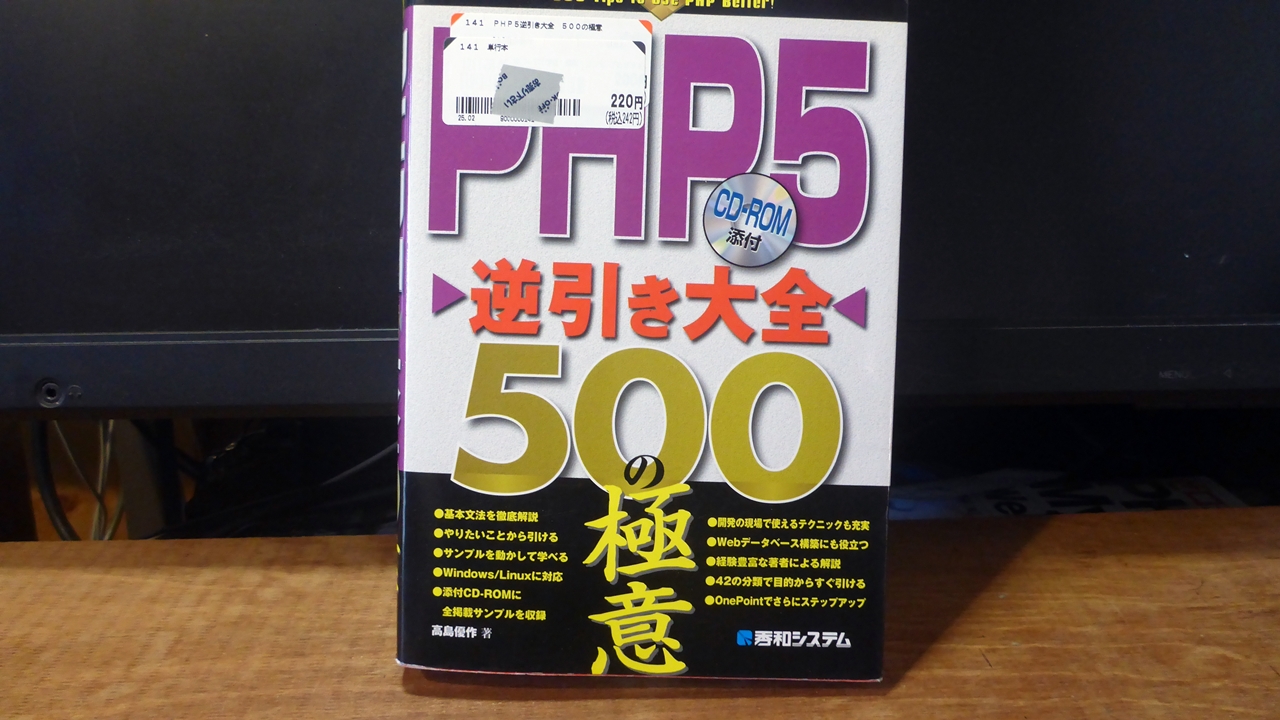 Tips to Use PHP Better!
141 PHP5逆引き大全 500の極意
141 単行本
220円
(税込242円)
25.02
PHP5
CD-ROM
添付
逆引き大全
500
の
極意
●基本文法を徹底解説
●やりたいことから引ける
●サンプルを動かして学べる
●Windows/Linuxに対応
●添付CD-ROMに
全掲載サンプルを収録
高島優作 著
●開発の現場で使えるテクニックも充実
●Webデータベース構築にも役立つ
●経験豊富な著者による解説
●42の分類で目的からすぐ引ける
●OnePointでさらにステップアップ
秀和システム
MENU